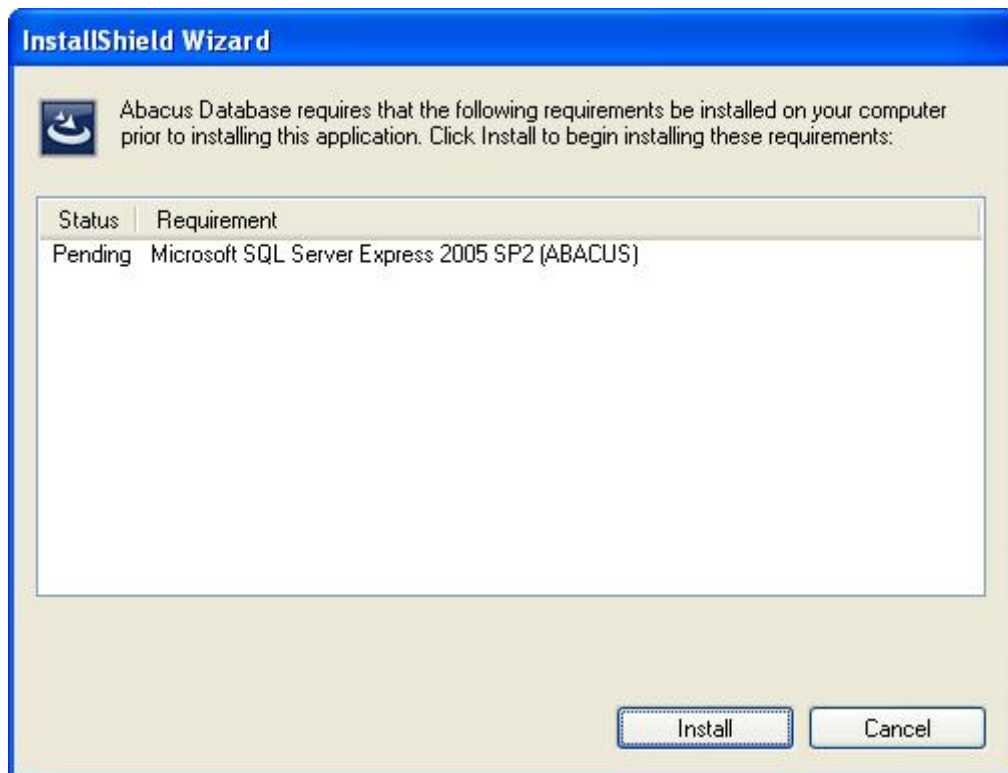 InstallShield Wizard
Abacus Database requires that the following requirements be installed on your computer
prior to installing this application. Click Install to begin installing these requirements:
Status Requirement
Pending Microsoft SQL Server Express 2005 SP2 (ABACUS)
Install Cancel